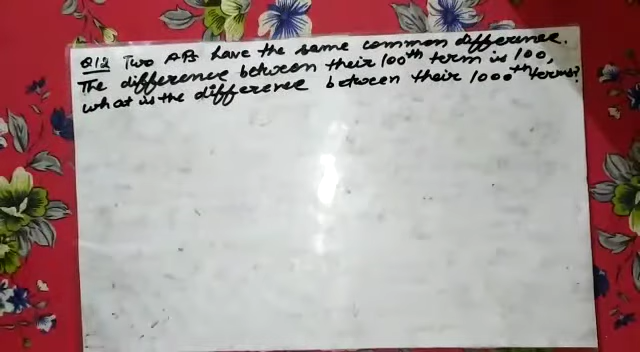 Q12 Two APs have the same common difference.
The difference between their 100th term is 100,
what is the difference between their 1000th terms?